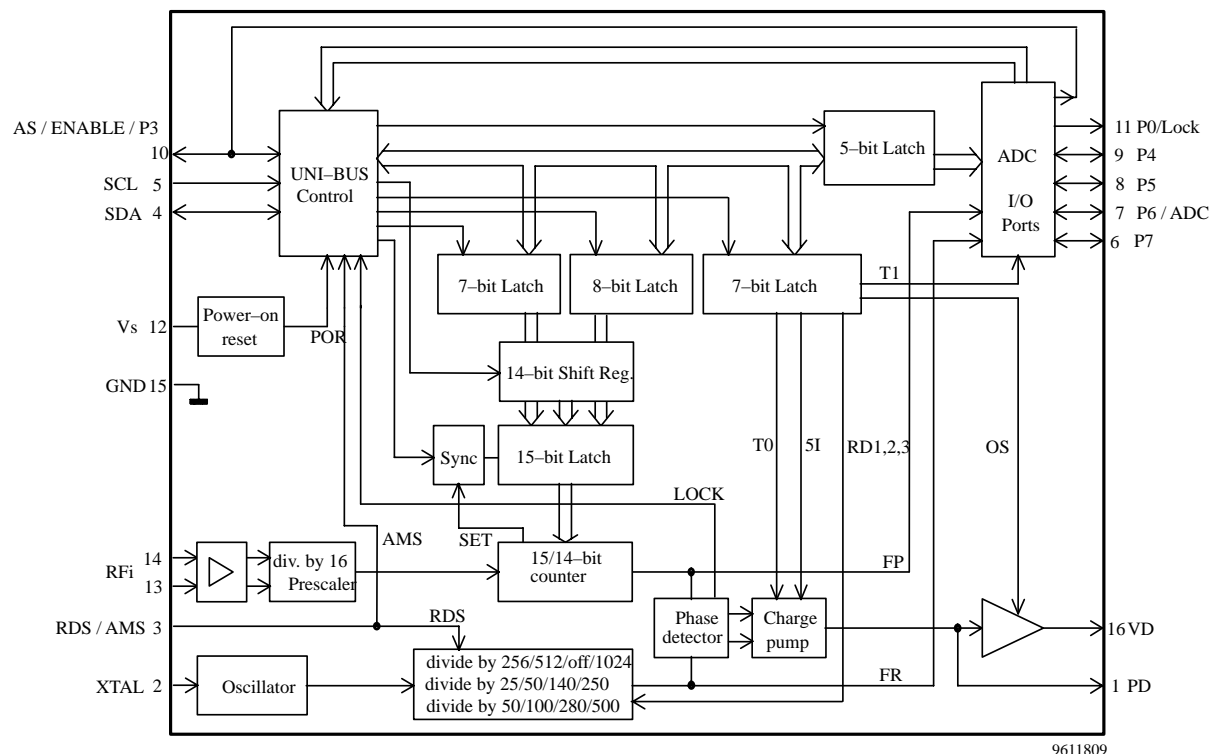 AS / ENABLE / P3
10
SCL 5
SDA 4
UNI–BUS
Control
5–bit Latch
ADC
I/O
Ports
11 P0/Lock
9 P4
8 P5
7 P6 / ADC
6 P7
7–bit Latch
8–bit Latch
7–bit Latch
T1
Vs 12
Power–on
reset
POR
GND 15
14–bit Shift Reg.
Sync
15–bit Latch
T0
5I
RD1,2,3
OS
LOCK
AMS
SET
RFi
14
13
div. by 16
Prescaler
15/14–bit
counter
FP
RDS / AMS 3
RDS
Phase
detector
Charge
pump
16 VD
XTAL 2
Oscillator
divide by 256/512/off/1024
divide by 25/50/140/250
divide by 50/100/280/500
FR
1 PD
9611809